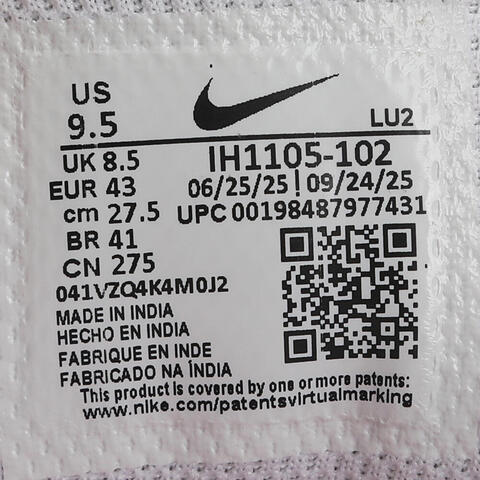 US
9.5
LU2
UK 8.5
IH1105-102
EUR 43
06/25/25 | 09/24/25
cm 27.5
UPC 00198487977431
BR 41
CN 275
041VZQ4K4M0J2
MADE IN INDIA
HECHO EN INDIA
FABRIQUE EN INDE
FABRICADO NA ÍNDIA
This product is covered by one or more patents:
www.nike.com/patentsvirtualmarking